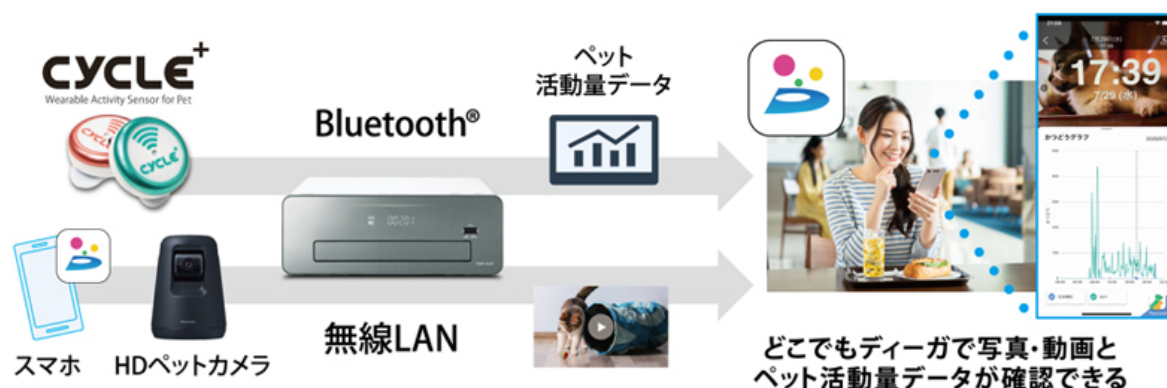 CYCLE+
Wearable Activity Sensor for Pet
CYCLE+
Bluetooth®
ペット
活動量データ
スマホ
HDペットカメラ
無線LAN
17:39
7/29 (水)
かつどうグラフ
どこでもディーガで写真・動画と
ペット活動量データが確認できる